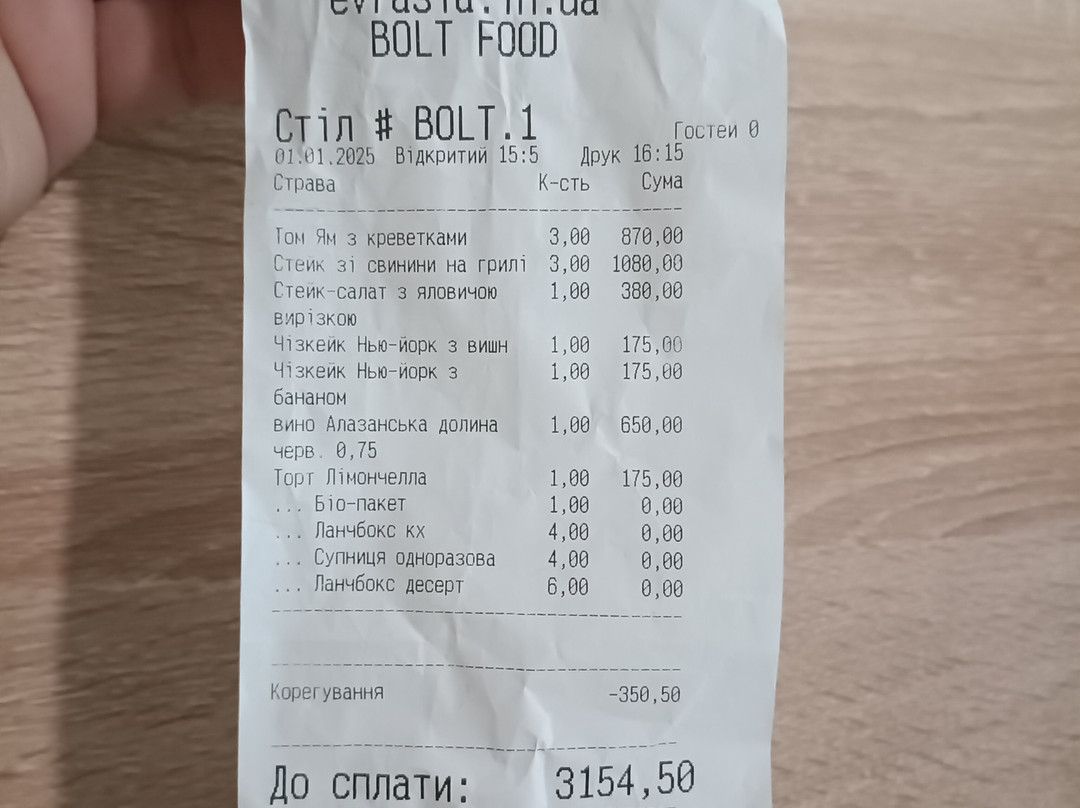 evrasia.in.ua
BOLT FOOD
Стіл # BOLT.1 Гостей 0
01.01.2025 Відкритий 15:5 Друк 16:15
Страва К-сть Сума
Том Ям з креветками 3,00 870,00
Стейк зі свинини на грилі 3,00 1080,00
Стейк-салат з яловичою 1,00 380,00
вирізкою
Чізкейк Нью-йорк з вишн 1,00 175,00
Чізкейк Нью-йорк з 1,00 175,00
бананом
вино Алазанська долина 1,00 650,00
черв. 0,75
Торт Лімончелла 1,00 175,00
... Біо-пакет 1,00 0,00
... Ланчбокс кх 4,00 0,00
... Супниця одноразова 4,00 0,00
... Ланчбокс десерт 6,00 0,00
Корегування -350,50
До сплати: 3154,50